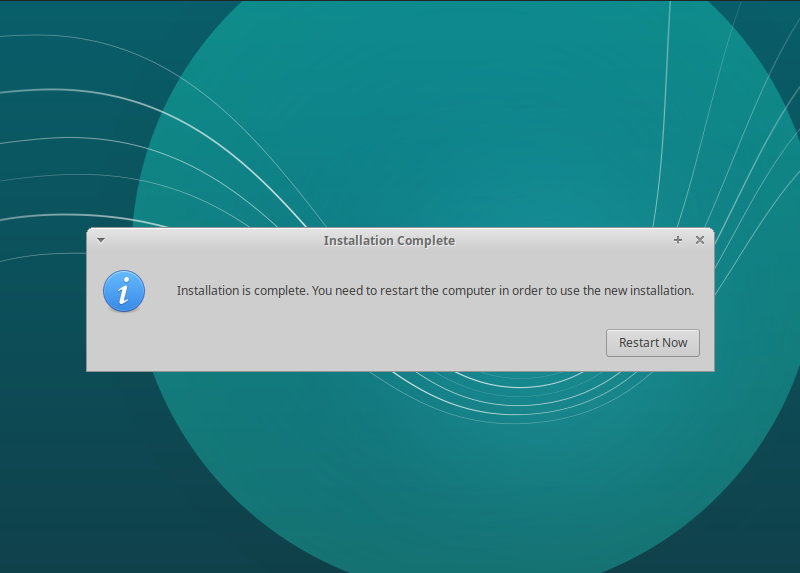 Installation Complete
Installation is complete. You need to restart the computer in order to use the new installation.
Restart Now